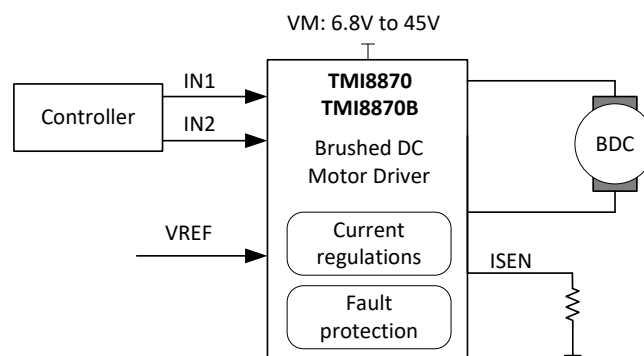 VM: 6.8V to 45V
IN1
TMI8870
TMI8870B
Controller
IN2
Brushed DC
Motor Driver
BDC
VREF
Current
regulations
ISEN
Fault
protection